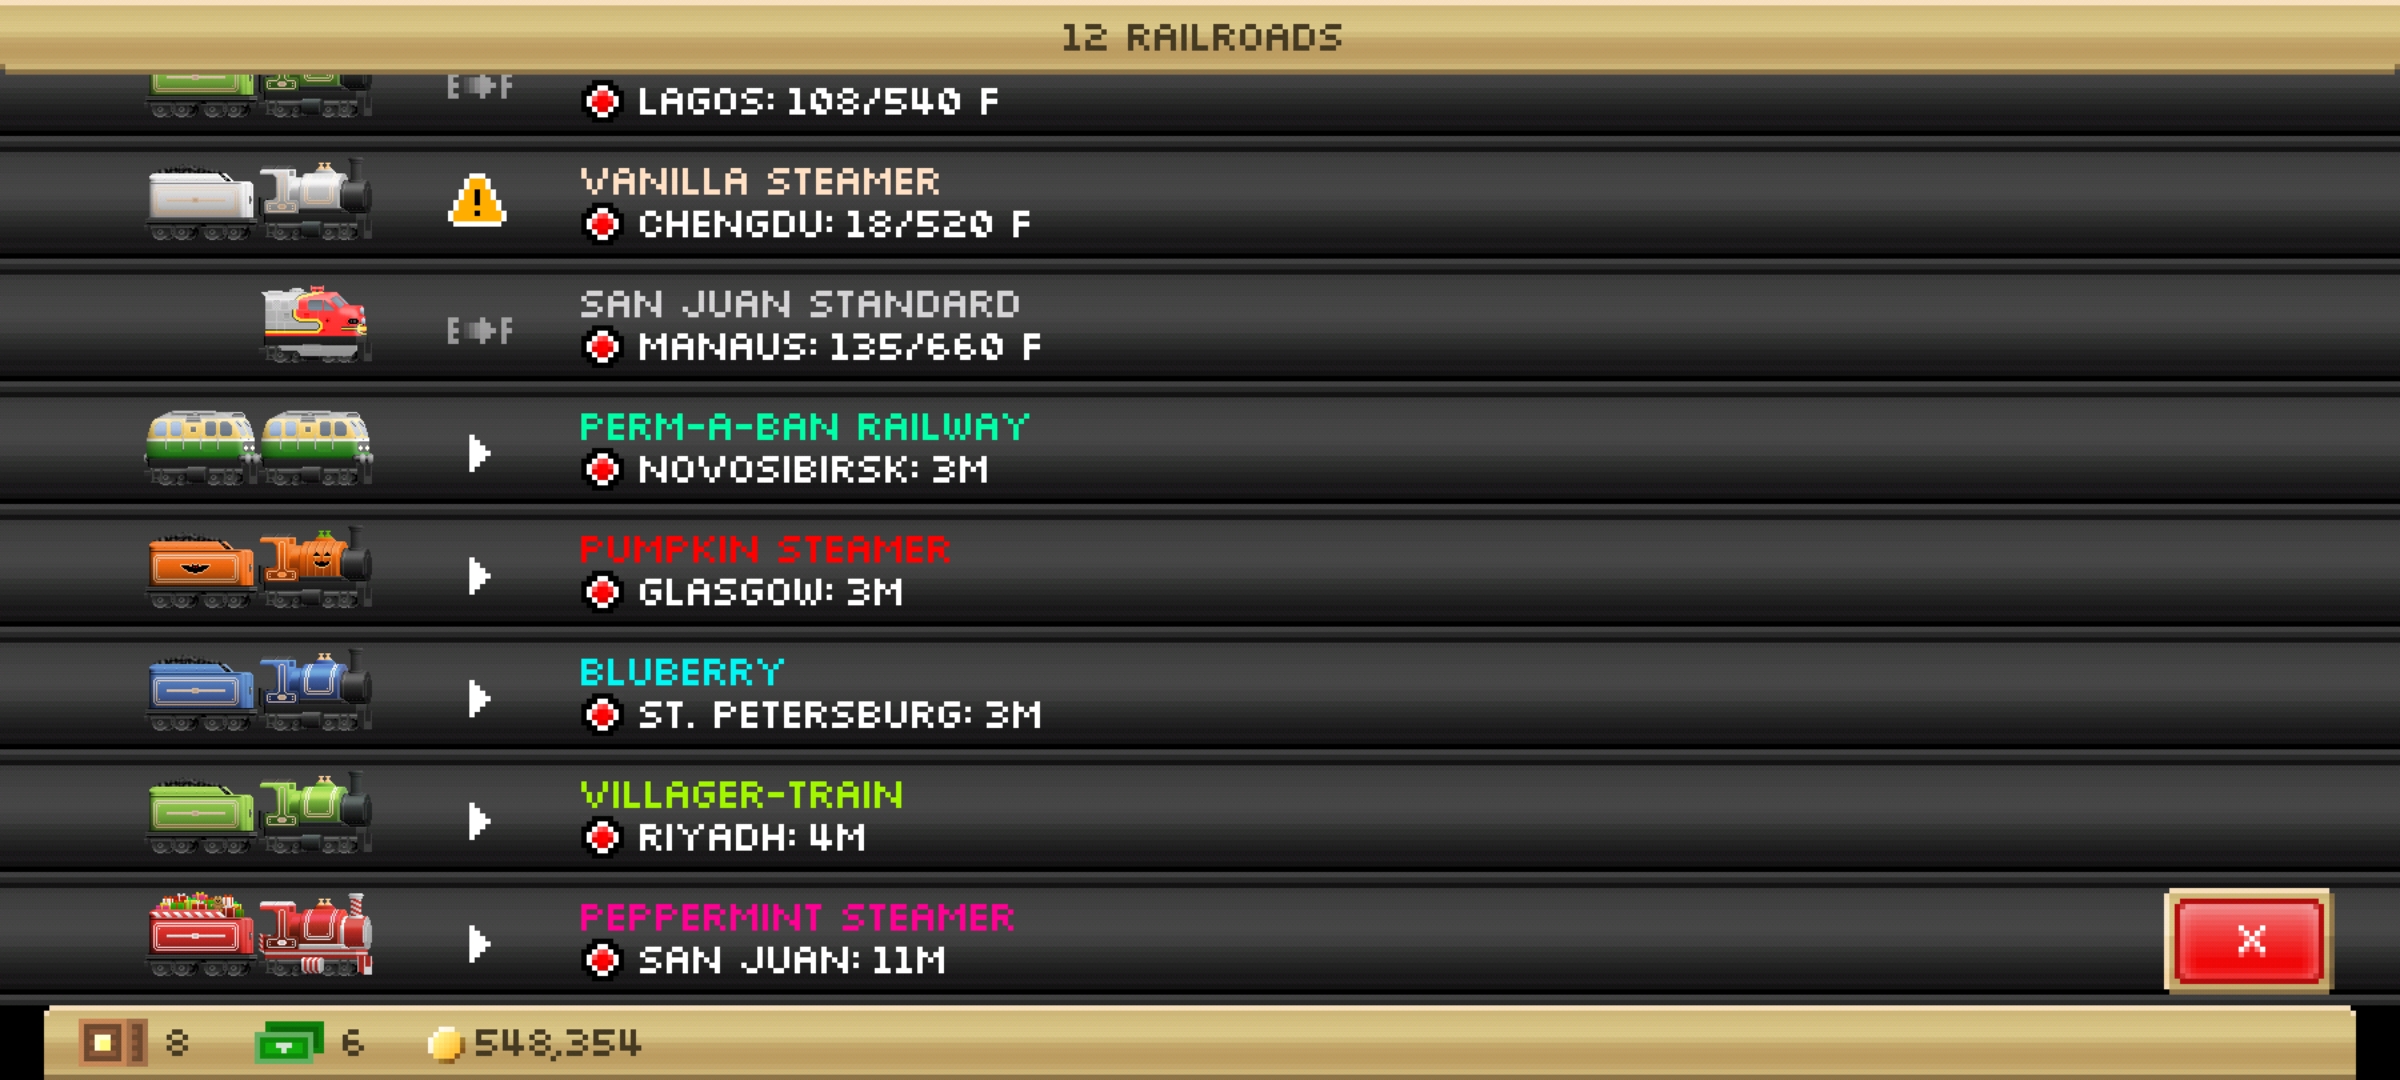 12 RAILROADS
E F
LAGOS: 108/540 F
VANILLA STEAMER
CHENGDU: 18/520 F
SAN JUAN STANDARD
E F
MANAUS: 135/660 F
PERM-A-BAN RAILWAY
NOVOSIBIRSK: 3M
PUMPKIN STEAMER
GLASGOW: 3M
BLUBERRY
ST. PETERSBURG: 3M
VILLAGER-TRAIN
RIYADH: 4M
PEPPERMINT STEAMER
SAN JUAN: 11M
X
8 6 548,354